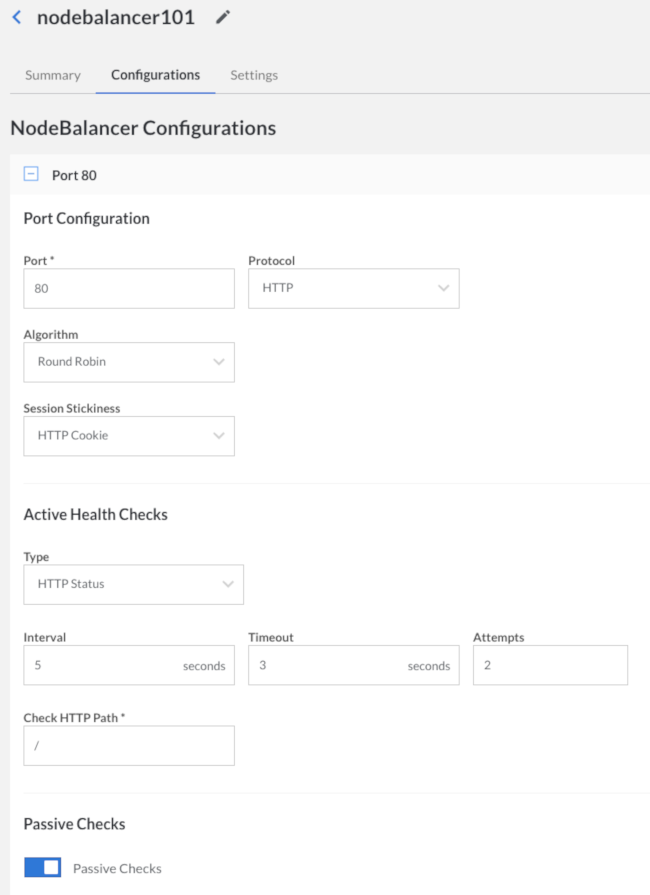 nodebalancer101
Summary Configurations Settings
NodeBalancer Configurations
Port 80
Port Configuration
Port * Protocol
80 HTTP
Algorithm
Round Robin
Session Stickiness
HTTP Cookie
Active Health Checks
Type
HTTP Status
Interval Timeout Attempts
5 seconds 3 seconds 2
Check HTTP Path *
/
Passive Checks
Passive Checks